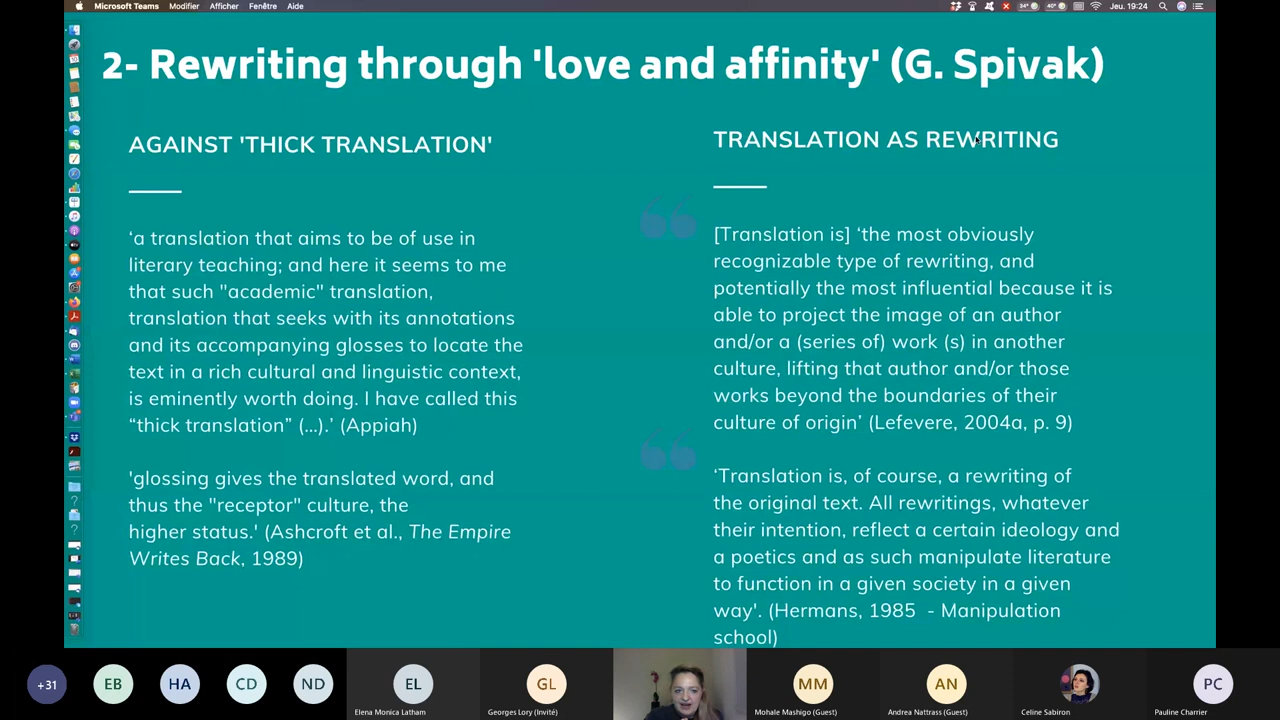 Microsoft Teams Modifier Afficher Fenêtre Aide
34° 40° Jeu. 19:24
2- Rewriting through 'love and affinity' (G. Spivak)
AGAINST 'THICK TRANSLATION'
‘a translation that aims to be of use in
literary teaching; and here it seems to me
that such "academic" translation,
translation that seeks with its annotations
and its accompanying glosses to locate the
text in a rich cultural and linguistic context,
is eminently worth doing. I have called this
“thick translation” (...).’ (Appiah)
'glossing gives the translated word, and
thus the "receptor" culture, the
higher status.' (Ashcroft et al., The Empire
Writes Back, 1989)
TRANSLATION AS REWRITING
[Translation is] ‘the most obviously
recognizable type of rewriting, and
potentially the most influential because it is
able to project the image of an author
and/or a (series of) work (s) in another
culture, lifting that author and/or those
works beyond the boundaries of their
culture of origin’ (Lefevere, 2004a, p. 9)
‘Translation is, of course, a rewriting of
the original text. All rewritings, whatever
their intention, reflect a certain ideology and
a poetics and as such manipulate literature
to function in a given society in a given
way'. (Hermans, 1985 - Manipulation
school)
+31 EB HA CD ND EL GL MM AN PC
Elena Monica Latham Georges Lory (Invité) Mohale Mashigo (Guest) Andrea Nattrass (Guest) Celine Sabiron Pauline Charrier